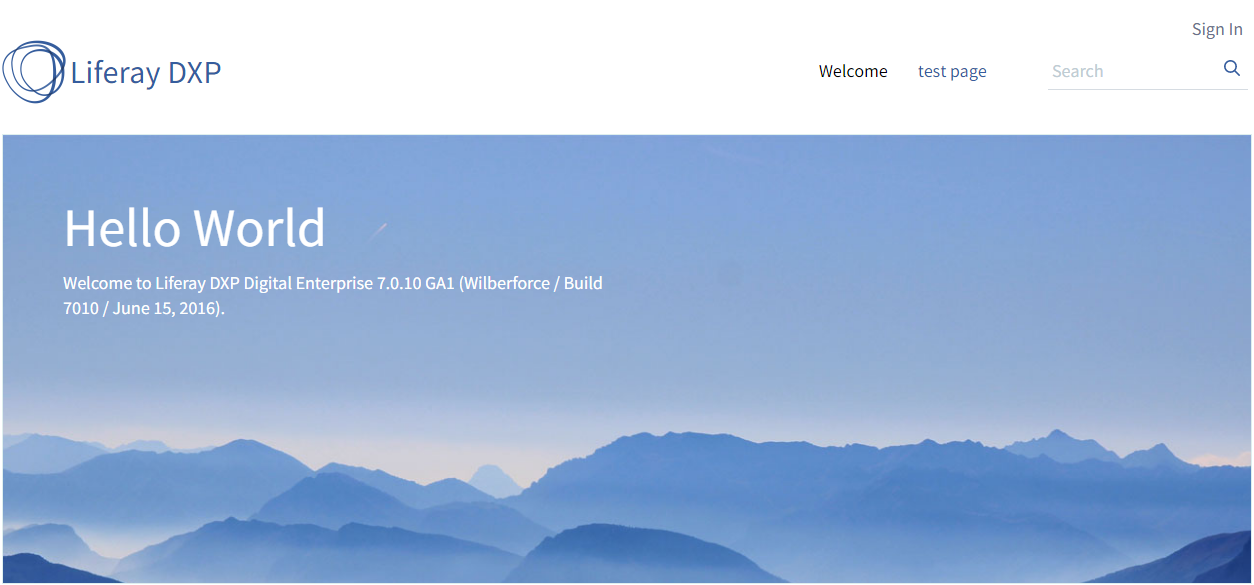 Sign In
Liferay DXP
Welcome
test page
Search
Hello World
Welcome to Liferay DXP Digital Enterprise 7.0.10 GA1 (Wilberforce / Build
7010 / June 15, 2016).